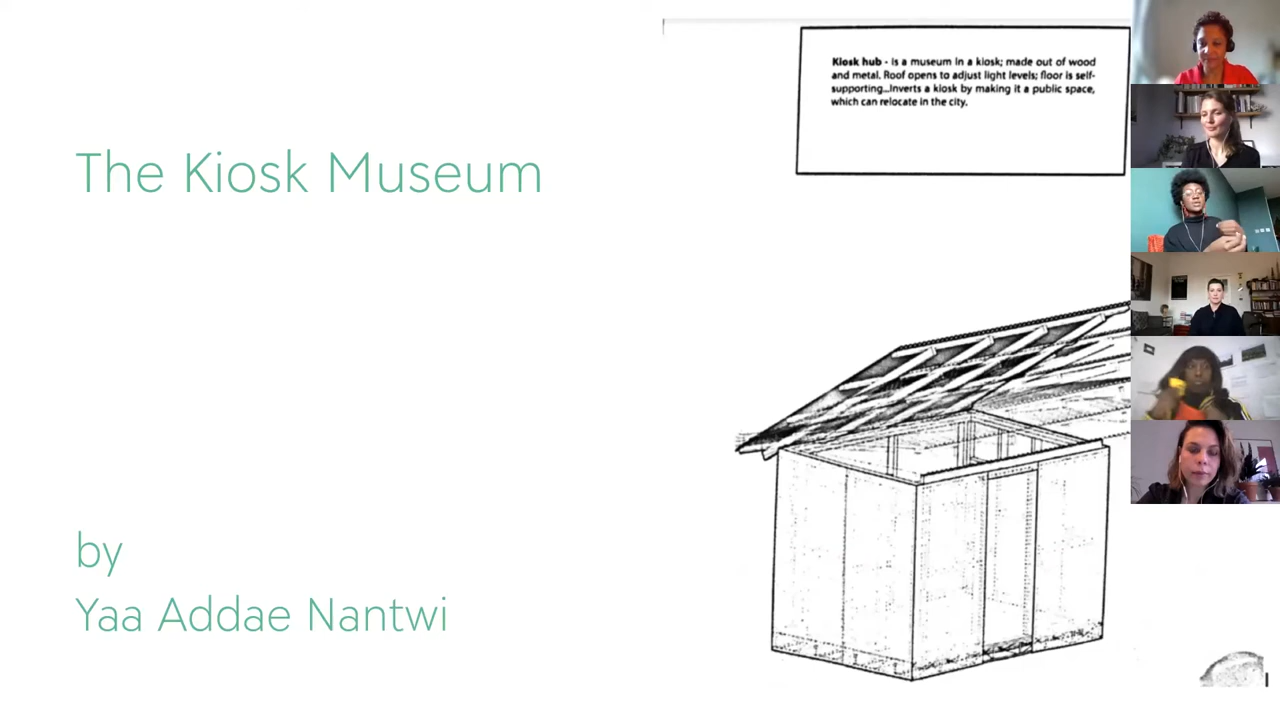 The Kiosk Museum
by
Yaa Addae Nantwi
Kiosk hub - is a museum in a kiosk; made out of wood
and metal. Roof opens to adjust light levels; floor is self-
supporting...Inverts a kiosk by making it a public space,
which can relocate in the city.